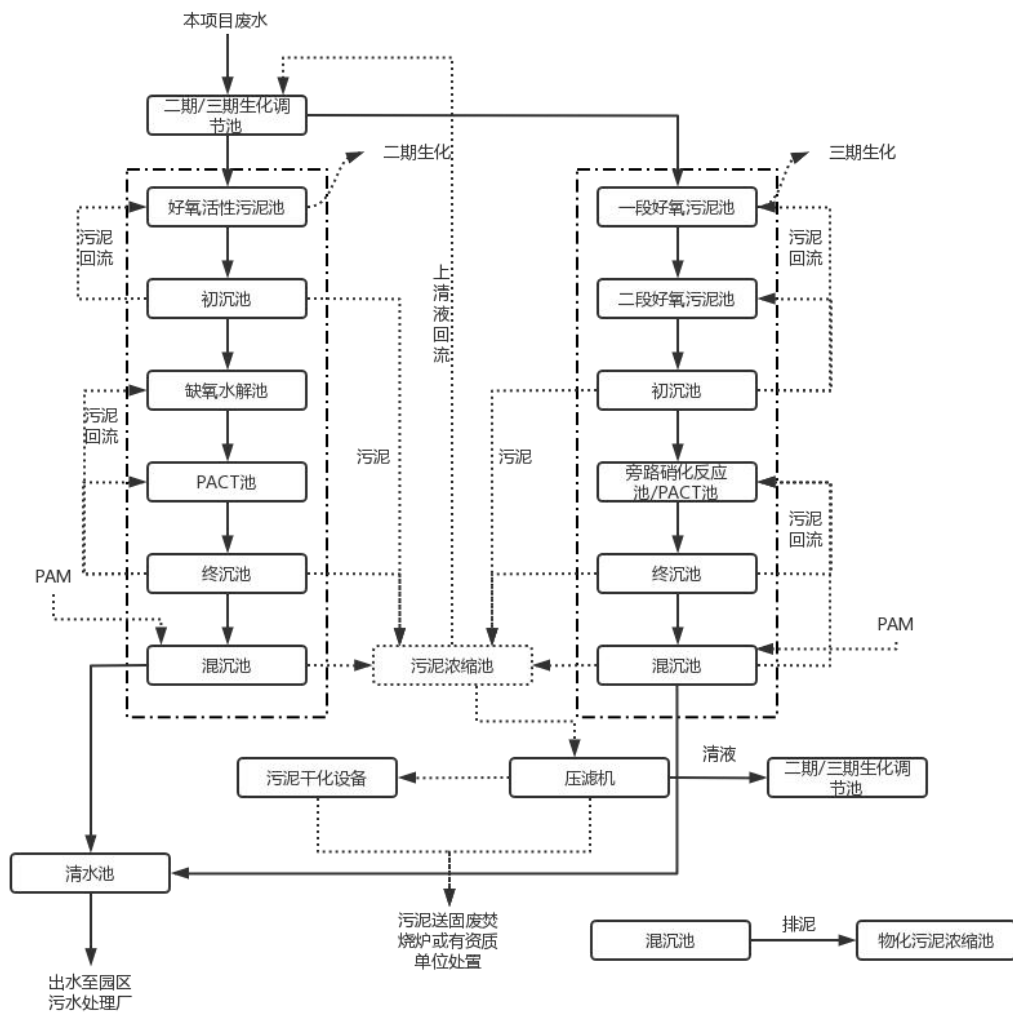 本项目废水
二期/三期生化调
节池
二期生化
三期生化
好氧活性污泥池
一段好氧污泥池
污泥
回流
污泥
回流
上
清
液
回
流
初沉池
二段好氧污泥池
缺氧水解池
初沉池
污泥
回流
污泥
污泥
PACT池
旁路硝化反应
池/PACT池
污泥
回流
终沉池
终沉池
PAM
PAM
混沉池
污泥浓缩池
混沉池
清液
污泥干化设备
压滤机
二期/三期生化调
节池
清水池
污泥送固废焚
烧炉或有资质
单位处置
混沉池
排泥
物化污泥浓缩池
出水至园区
污水处理厂